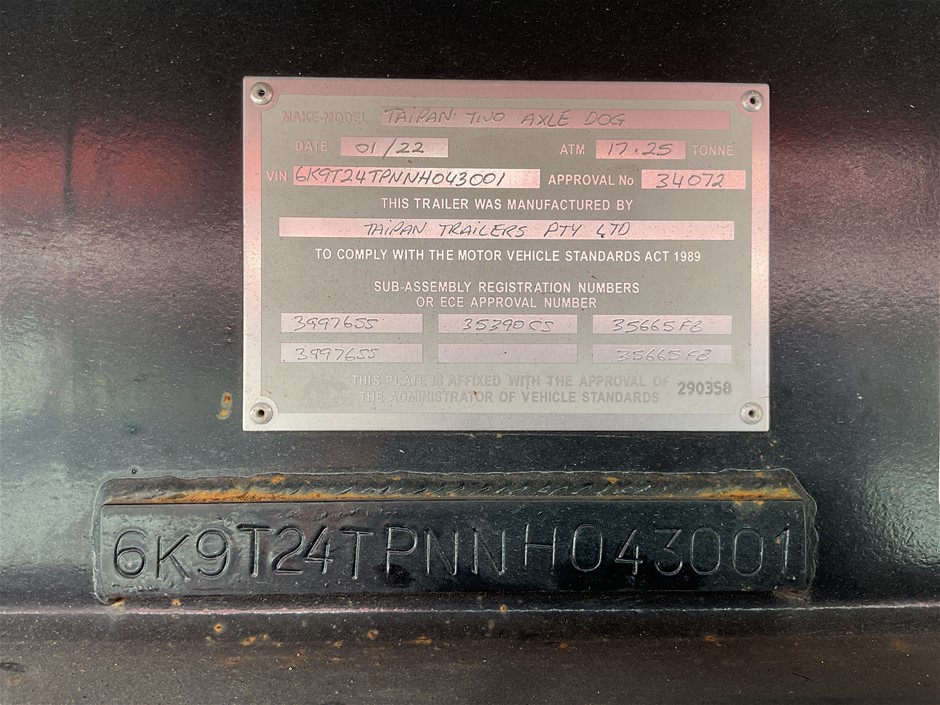 MAKE-MODEL TAIPAN TWO AXLE DOG
DATE 01/22 ATM 17.25 TONNE
VIN 6K9T24TPNNH043001 APPROVAL No 34072
THIS TRAILER WAS MANUFACTURED BY
TAIPAN TRAILERS PTY LTD
TO COMPLY WITH THE MOTOR VEHICLE STANDARDS ACT 1989
SUB-ASSEMBLY REGISTRATION NUMBERS
OR ECE APPROVAL NUMBER
39976SS 35390CS 35665FB
39976SS 35665FB
THIS PLATE IS AFFIXED WITH THE APPROVAL OF
THE ADMINISTRATOR OF VEHICLE STANDARDS 290358
6K9T24TPNNH043001